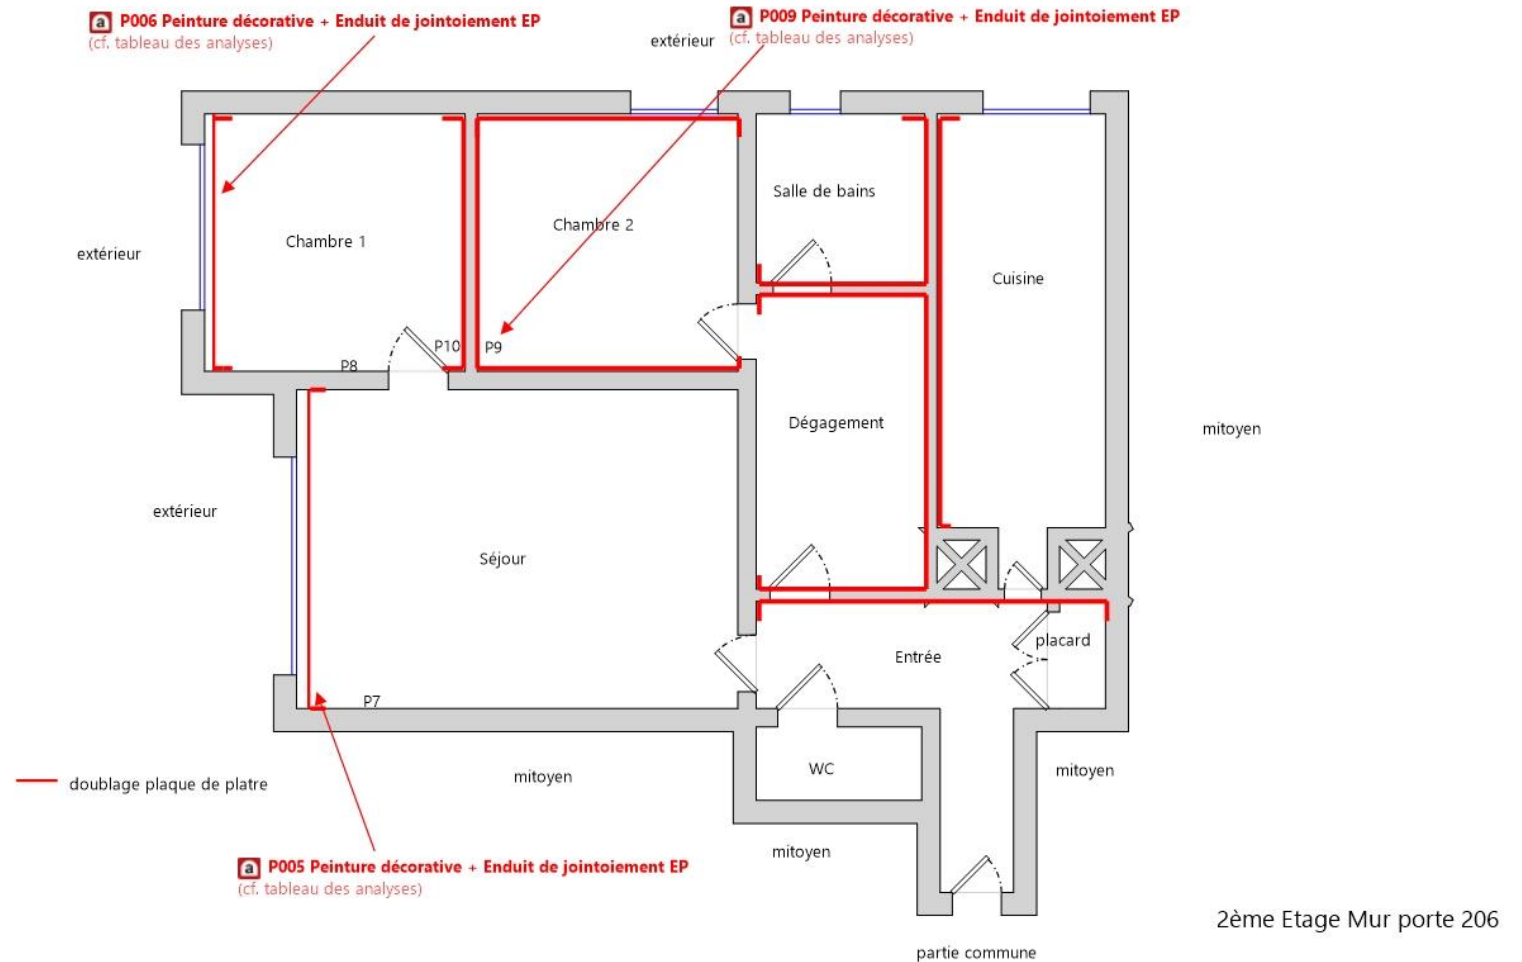 a P006 Peinture décorative + Enduit de jointoiement EP
(cf. tableau des analyses)
a P009 Peinture décorative + Enduit de jointoiement EP
(cf. tableau des analyses)
extérieur
Salle de bains
Chambre 2
Chambre 1
extérieur
Cuisine
P10
P9
P8
Dégagement
mitoyen
extérieur
Séjour
placard
Entrée
P7
WC
mitoyen
mitoyen
doublage plaque de platre
mitoyen
a P005 Peinture décorative + Enduit de jointoiement EP
(cf. tableau des analyses)
2ème Etage Mur porte 206
partie commune